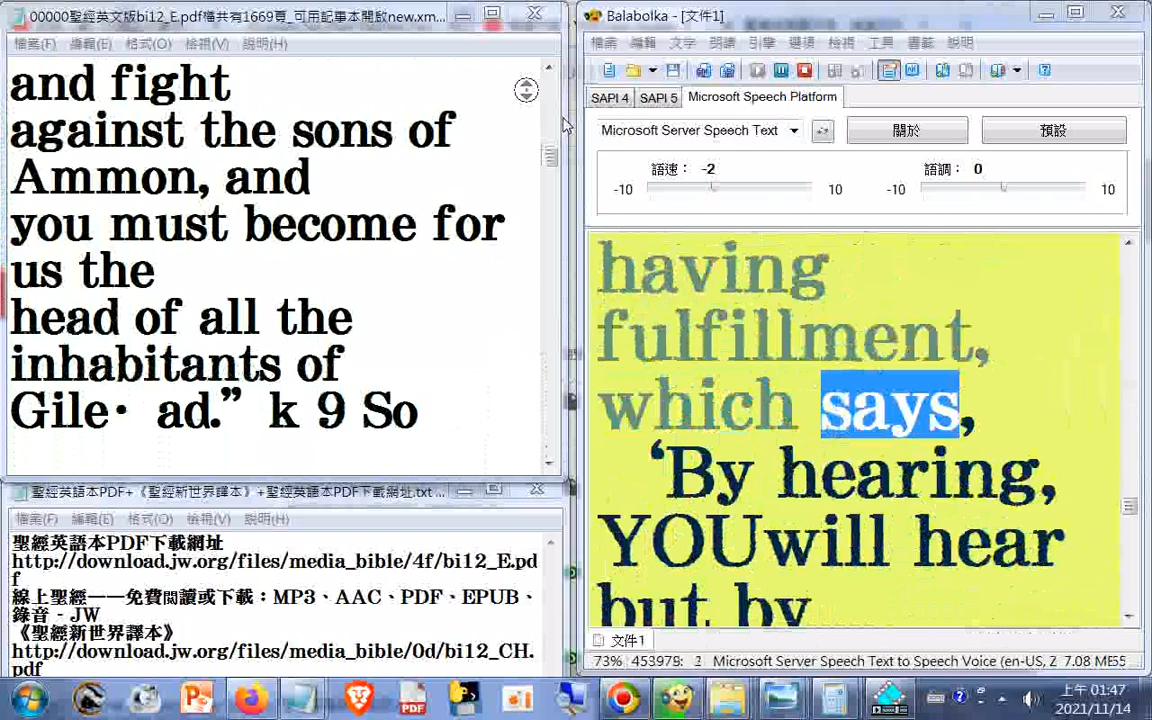 00000聖經英文版bi12_E.pdf檔共有1669頁_可用記事本開啟new.xm...
檔案(F) 編輯(E) 格式(O) 檢視(V) 說明(H)
and fight
against the sons of
Ammon, and
you must become for
us the
head of all the
inhabitants of
Gile· ad.” k 9 So
聖經英語本PDF+《聖經新世界譯本》+聖經英語本PDF下載網址.txt ...
檔案(F) 編輯(E) 格式(O) 檢視(V) 說明(H)
聖經英語本PDF下載網址
http://download.jw.org/files/media_bible/4f/bi12_E.pd
f
線上聖經——免費閱讀或下載：MP3、AAC、PDF、EPUB、
錄音 - JW
《聖經新世界譯本》
http://download.jw.org/files/media_bible/0d/bi12_CH.
pdf
Balabolka - [文件1]
檔案 編輯 文字 朗讀 引擎 選項 檢視 工具 書籤 說明
SAPI 4 SAPI 5 Microsoft Speech Platform
Microsoft Server Speech Text 關於 預設
語速： -2 語調： 0
-10 10 -10 10
having
fulfillment,
which says,
‘By hearing,
YOUwill hear
but by
文件1
73% 453978: 2 Microsoft Server Speech Text to Speech Voice (en-US, Z 7.08 ME55
PDF
上午 01:47
2021/11/14